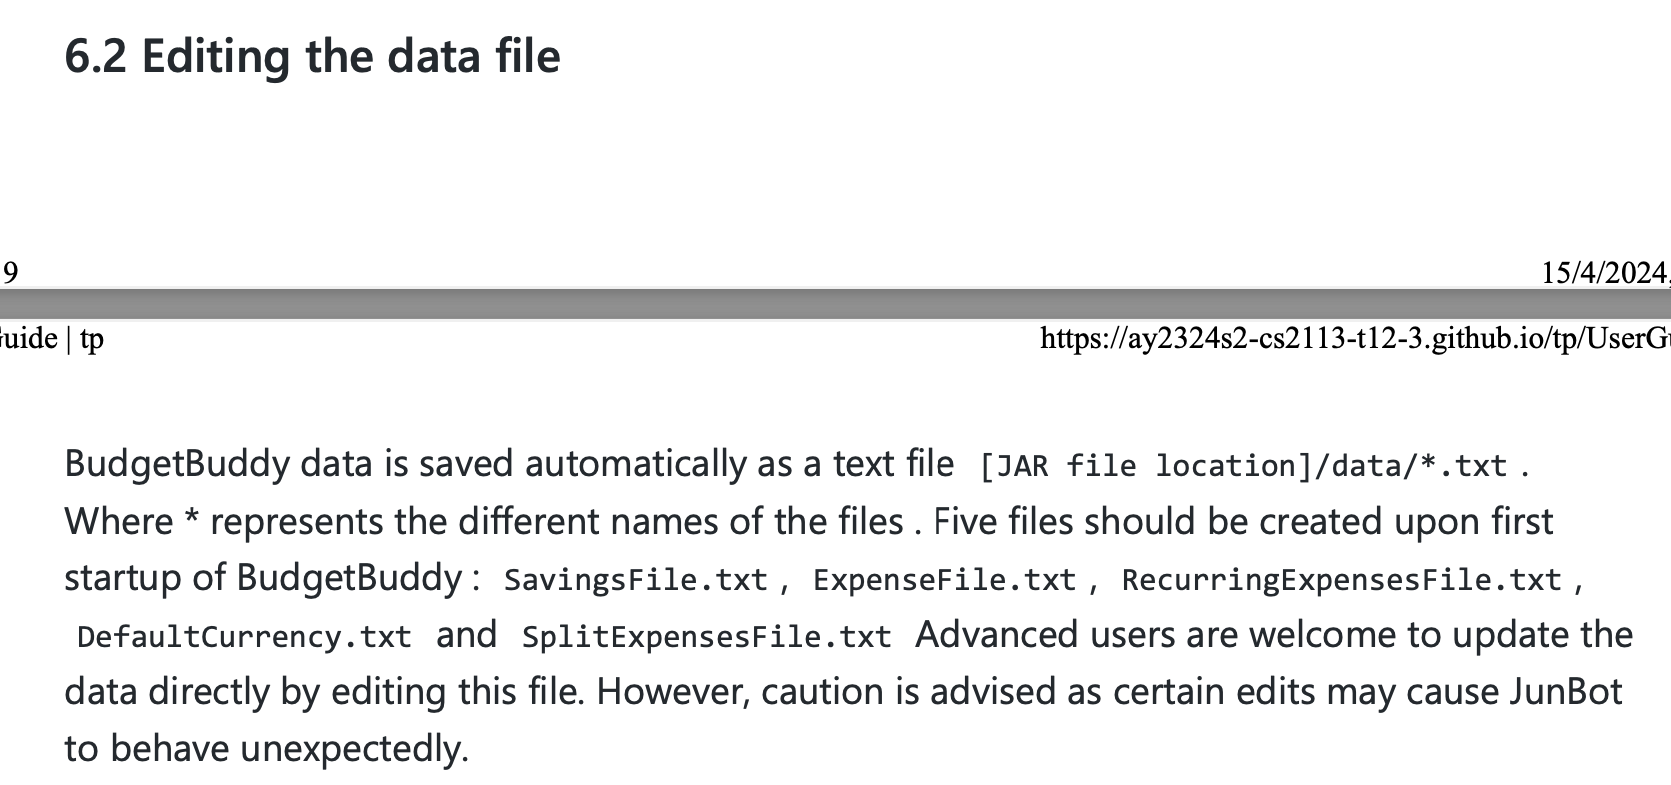 6.2 Editing the data file
9
15/4/2024,
uide | tp
https://ay2324s2-cs2113-t12-3.github.io/tp/UserG
BudgetBuddy data is saved automatically as a text file [JAR file location]/data/*.txt .
Where * represents the different names of the files . Five files should be created upon first
startup of BudgetBuddy : SavingsFile.txt , ExpenseFile.txt , RecurringExpensesFile.txt ,
DefaultCurrency.txt and SplitExpensesFile.txt Advanced users are welcome to update the
data directly by editing this file. However, caution is advised as certain edits may cause JunBot
to behave unexpectedly.